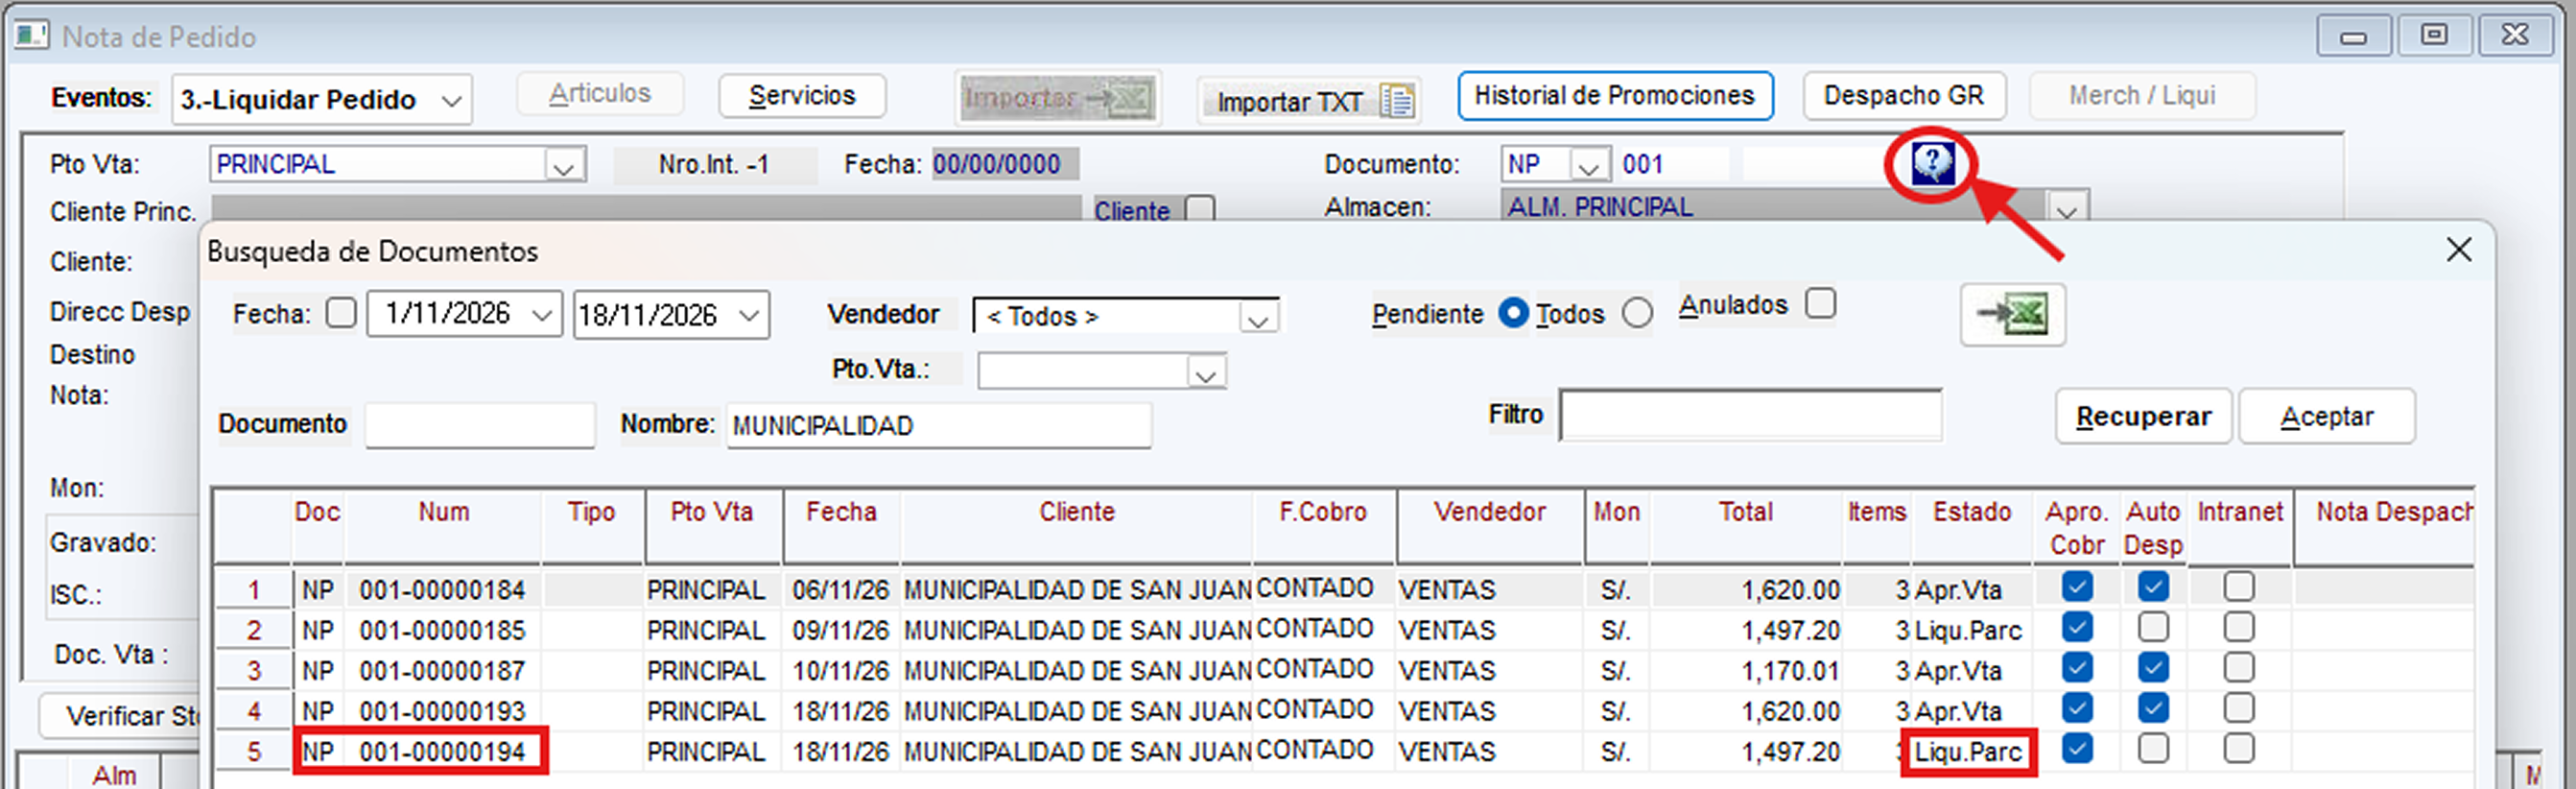 Nota de Pedido
Eventos: 3.-Liquidar Pedido Articulos Servicios Importar Importar TXT Historial de Promociones Despacho GR Merch / Liqui
Pto Vta: PRINCIPAL Nro.Int. -1 Fecha: 00/00/0000 Documento: NP 001
Cliente Princ. Cliente Almacen: ALM. PRINCIPAL
Cliente:
Direcc Desp
Destino
Nota:
Mon:
Gravado:
ISC.:
Doc. Vta :
Verificar Sto
Alm
Busqueda de Documentos
Fecha: 1/11/2026 18/11/2026 Vendedor < Todos > Pendiente Todos Anulados
Pto.Vta.:
Documento Nombre: MUNICIPALIDAD Filtro Recuperar Aceptar
Doc Num Tipo Pto Vta Fecha Cliente F.Cobro Vendedor Mon Total Items Estado Apro. Cobr Auto Desp Intranet Nota Despach
1 NP 001-00000184 PRINCIPAL 06/11/26 MUNICIPALIDAD DE SAN JUAN CONTADO VENTAS S/. 1,620.00 3 Apr.Vta
2 NP 001-00000185 PRINCIPAL 09/11/26 MUNICIPALIDAD DE SAN JUAN CONTADO VENTAS S/. 1,497.20 3 Liqu.Parc
3 NP 001-00000187 PRINCIPAL 10/11/26 MUNICIPALIDAD DE SAN JUAN CONTADO VENTAS S/. 1,170.01 3 Apr.Vta
4 NP 001-00000193 PRINCIPAL 18/11/26 MUNICIPALIDAD DE SAN JUAN CONTADO VENTAS S/. 1,620.00 3 Apr.Vta
5 NP 001-00000194 PRINCIPAL 18/11/26 MUNICIPALIDAD DE SAN JUAN CONTADO VENTAS S/. 1,497.20 Liqu.Parc